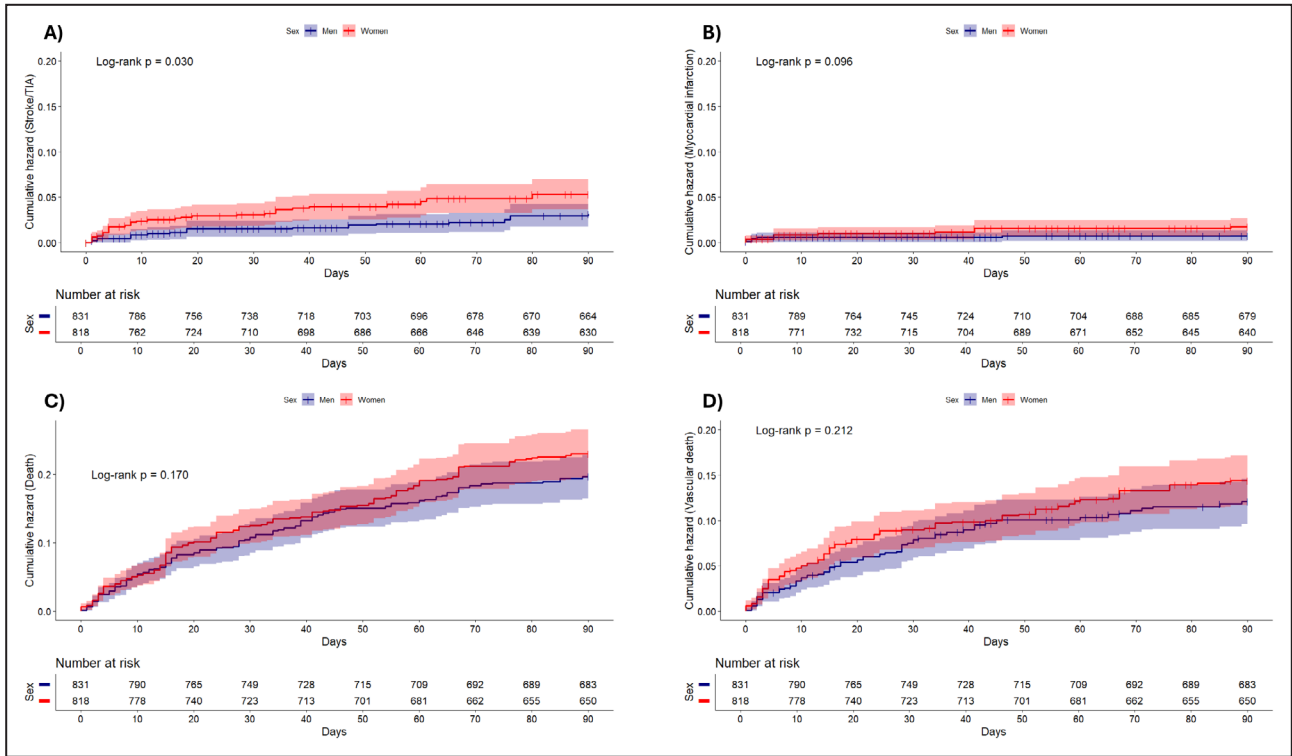 A)
Sex Men Women
Log-rank p = 0.030
Cumulative hazard (Stroke/TIA)
0.20
0.15
0.10
0.05
0.00
0 10 20 30 40 50 60 70 80 90
Days
Number at risk
Sex
831 786 756 738 718 703 696 678 670 664
818 762 724 710 698 686 666 646 639 630
0 10 20 30 40 50 60 70 80 90
Days
B)
Sex Men Women
Log-rank p = 0.096
Cumulative hazard (Myocardial infarction)
0.20
0.15
0.10
0.05
0.00
0 10 20 30 40 50 60 70 80 90
Days
Number at risk
Sex
831 789 764 745 724 710 704 688 685 679
818 771 732 715 704 689 671 652 645 640
0 10 20 30 40 50 60 70 80 90
Days
C)
Sex Men Women
Log-rank p = 0.170
Cumulative hazard (Death)
0.2
0.1
0.0
0 10 20 30 40 50 60 70 80 90
Days
Number at risk
Sex
831 790 765 749 728 715 709 692 689 683
818 778 740 723 713 701 681 662 655 650
0 10 20 30 40 50 60 70 80 90
Days
D)
Sex Men Women
Log-rank p = 0.212
Cumulative hazard (Vascular death)
0.20
0.15
0.10
0.05
0.00
0 10 20 30 40 50 60 70 80 90
Days
Number at risk
Sex
831 790 765 749 728 715 709 692 689 683
818 778 740 723 713 701 681 662 655 650
0 10 20 30 40 50 60 70 80 90
Days